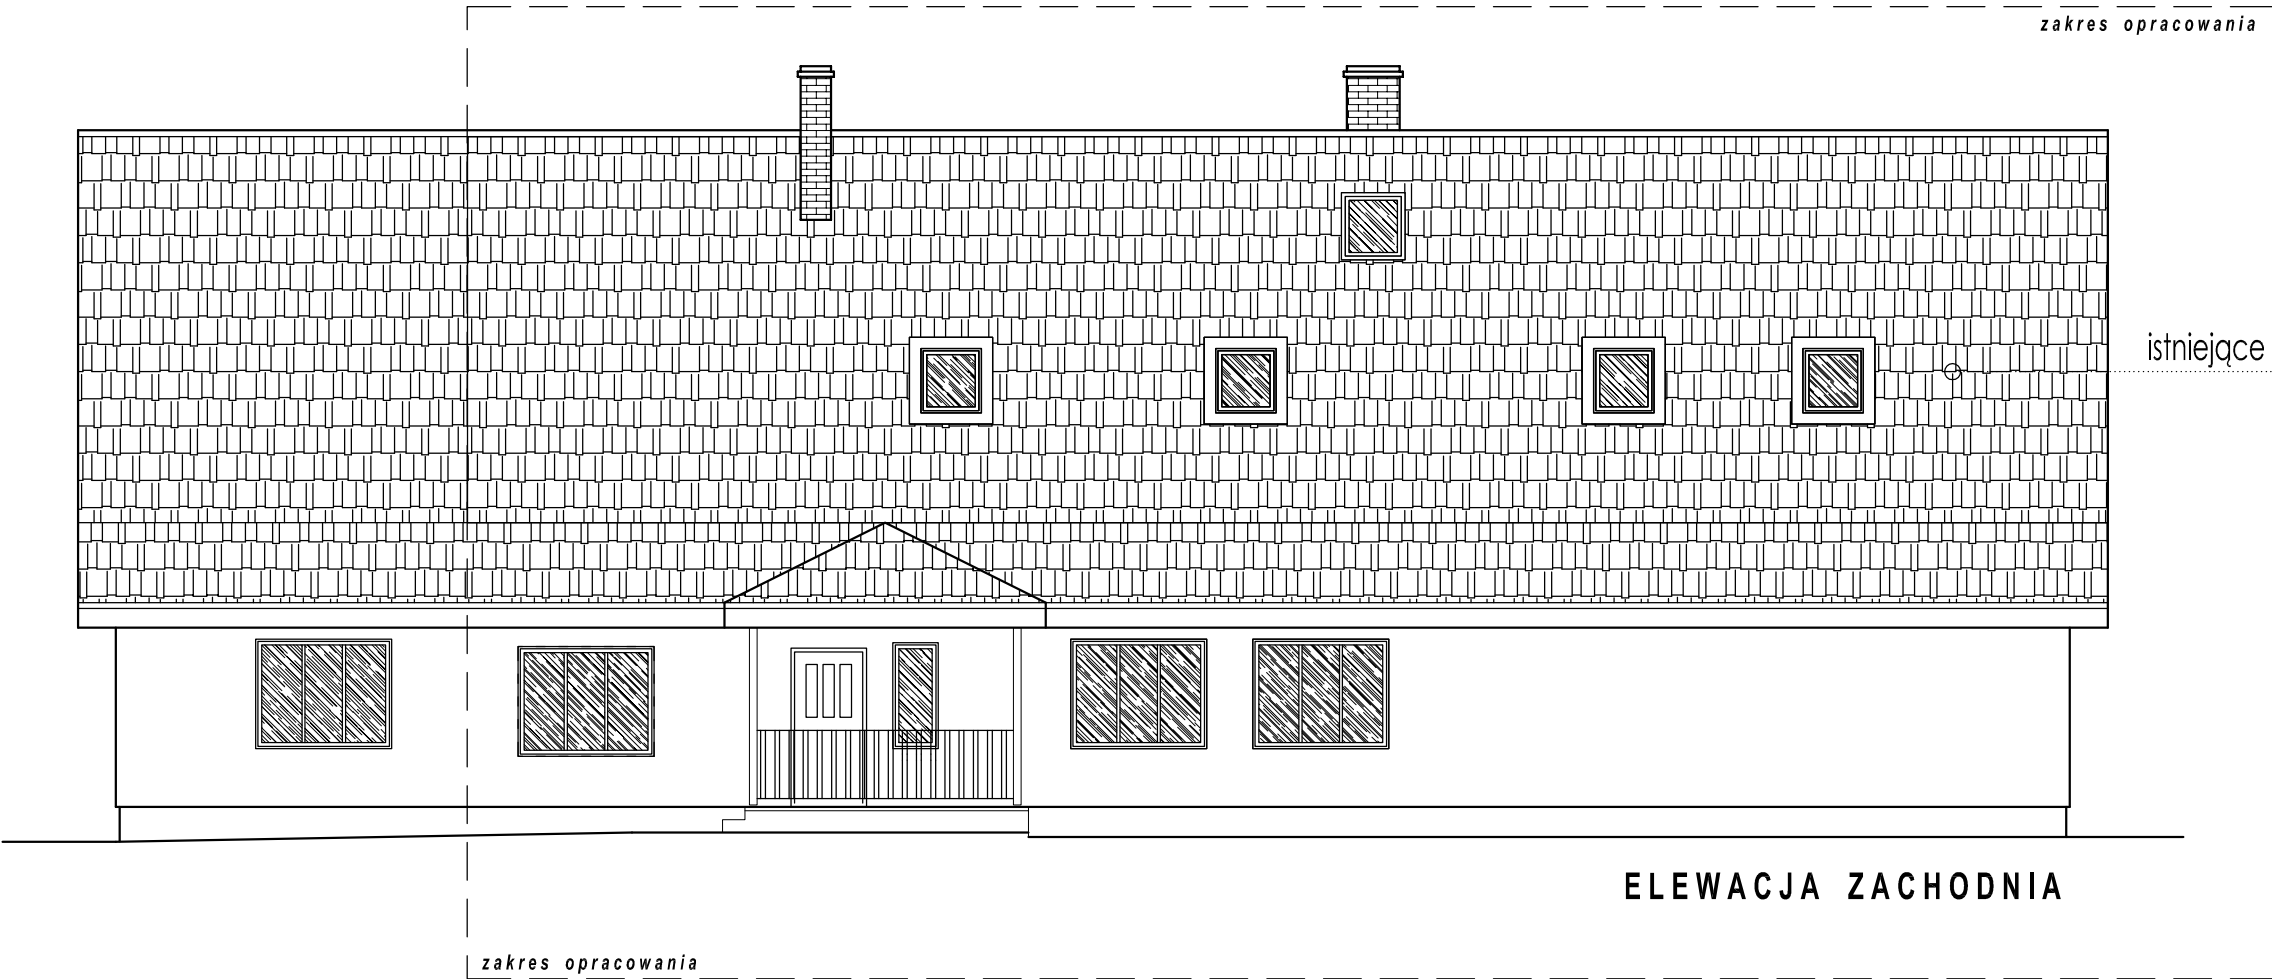 zakres opracowania
istniejące
ELEWACJA ZACHODNIA
zakres opracowania